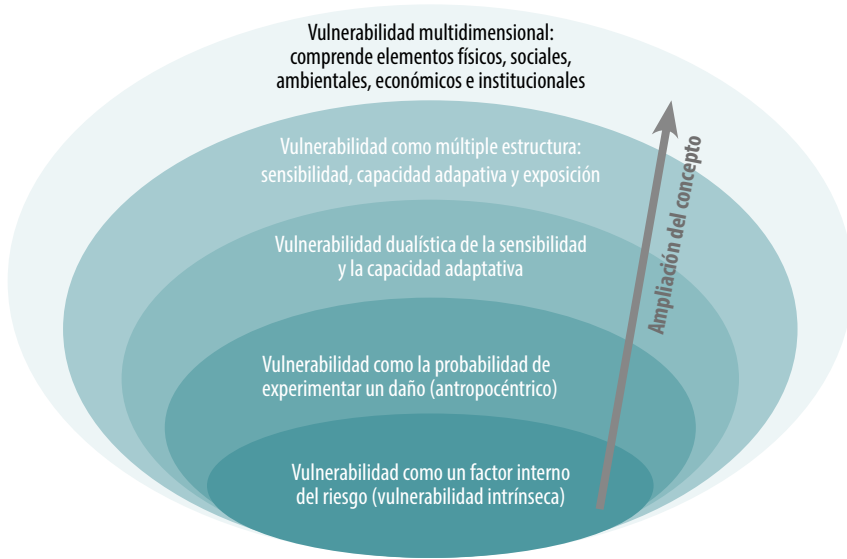 Vulnerabilidad multidimensional:
comprende elementos físicos, sociales,
ambientales, económicos e institucionales
Vulnerabilidad como múltiple estructura:
sensibilidad, capacidad adapativa y exposición
Vulnerabilidad dualística de la sensibilidad
y la capacidad adaptativa
Vulnerabilidad como la probabilidad de
experimentar un daño (antropocéntrico)
Vulnerabilidad como un factor interno
del riesgo (vulnerabilidad intrínseca)
Ampliación del concepto